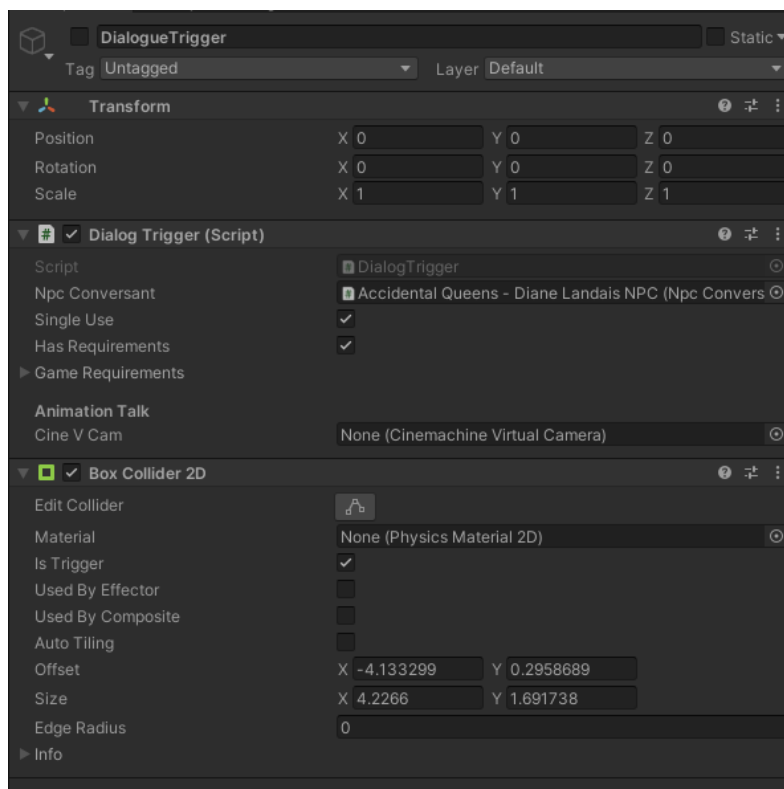 DialogueTrigger Static
Tag Untagged Layer Default
Transform
Position X 0 Y 0 Z 0
Rotation X 0 Y 0 Z 0
Scale X 1 Y 1 Z 1
# Dialog Trigger (Script)
Script # DialogTrigger
Npc Conversant # Accidental Queens - Diane Landais NPC (Npc Convers
Single Use
Has Requirements
Game Requirements
Animation Talk
Cine V Cam None (Cinemachine Virtual Camera)
Box Collider 2D
Edit Collider
Material None (Physics Material 2D)
Is Trigger
Used By Effector
Used By Composite
Auto Tiling
Offset X -4.133299 Y 0.2958689
Size X 4.2266 Y 1.691738
Edge Radius 0
Info